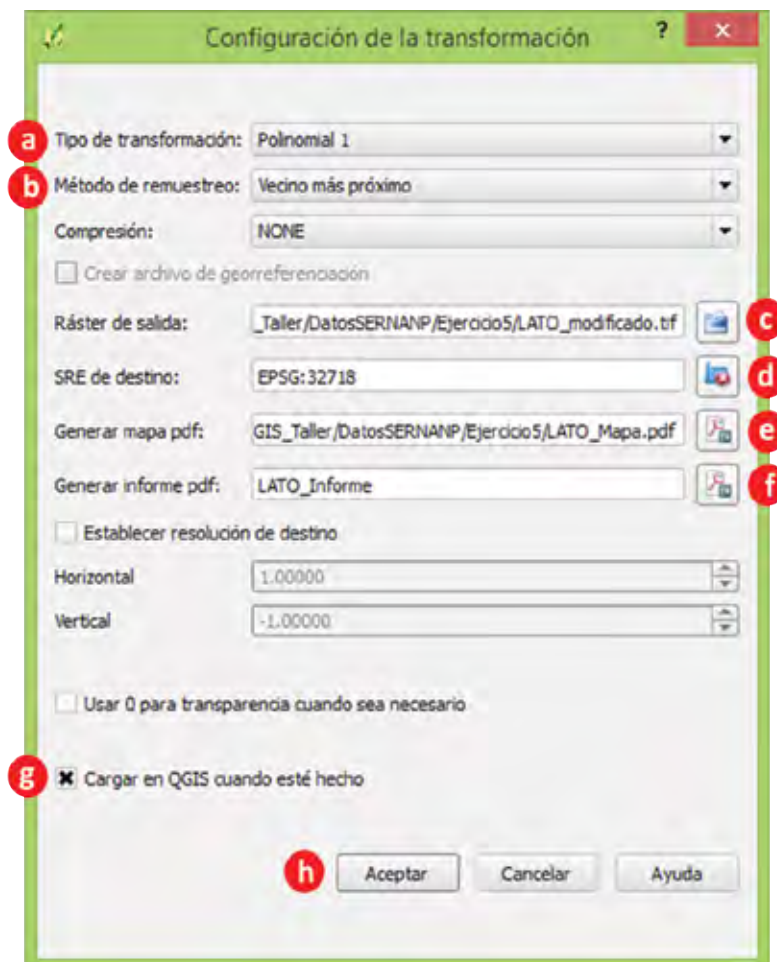 Configuración de la transformación ? ×
a Tipo de transformación: Polinomial 1
b Método de remuestreo: Vecino más próximo
Compresión: NONE
Crear archivo de georreferenciación
Ráster de salida: _Taller/DatosSERNANP/Ejercicio5/LATO_modificado.tif c
SRE de destino: EPSG:32718 d
Generar mapa pdf: GIS_Taller/DatosSERNANP/Ejercicio5/LATO_Mapa.pdf e
Generar informe pdf: LATO_Informe f
Establecer resolución de destino
Horizontal 1.00000
Vertical -1.00000
Usar 0 para transparencia cuando sea necesario
g Cargar en QGIS cuando esté hecho
h Aceptar Cancelar Ayuda